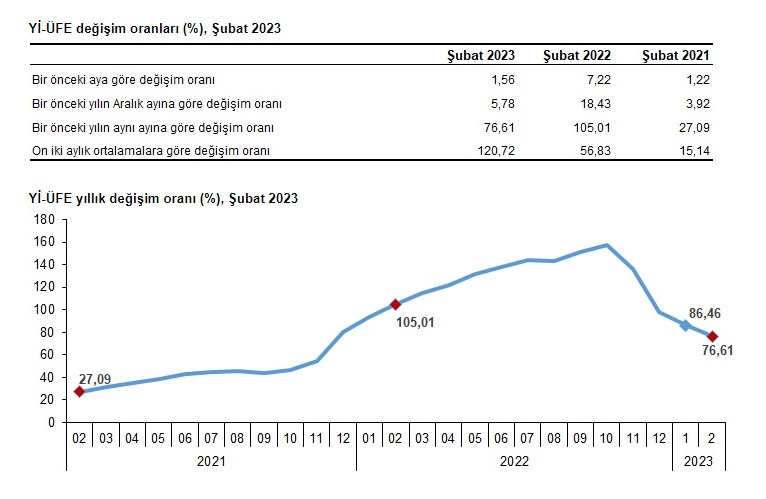 Yİ-ÜFE değişim oranları (%), Şubat 2023
Şubat 2023 Şubat 2022 Şubat 2021
Bir önceki aya göre değişim oranı 1,56 7,22 1,22
Bir önceki yılın Aralık ayına göre değişim oranı 5,78 18,43 3,92
Bir önceki yılın aynı ayına göre değişim oranı 76,61 105,01 27,09
On iki aylık ortalamalara göre değişim oranı 120,72 56,83 15,14
Yİ-ÜFE yıllık değişim oranı (%), Şubat 2023
180
160
140
120
100
80
60
40
20
0
27,09
105,01
86,46
76,61
02 03 04 05 06 07 08 09 10 11 12 01 02 03 04 05 06 07 08 09 10 11 12 1 2
2021 2022 2023